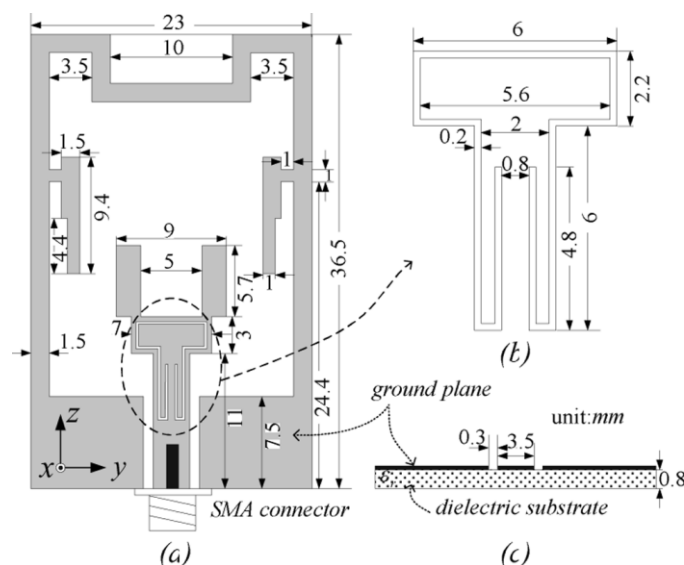 23
6
10
3.5
3.5
5.6
2.2
2
0.2
0.8
1.5
1
1
9.4
4.4
9
5
36.5
6
4.8
1
5.7
7
3
1.5
(b)
24.4
11
ground plane
unit:mm
z
7.5
0.3
3.5
x
y
εr
0.8
SMA connector
dielectric substrate
(a)
(c)